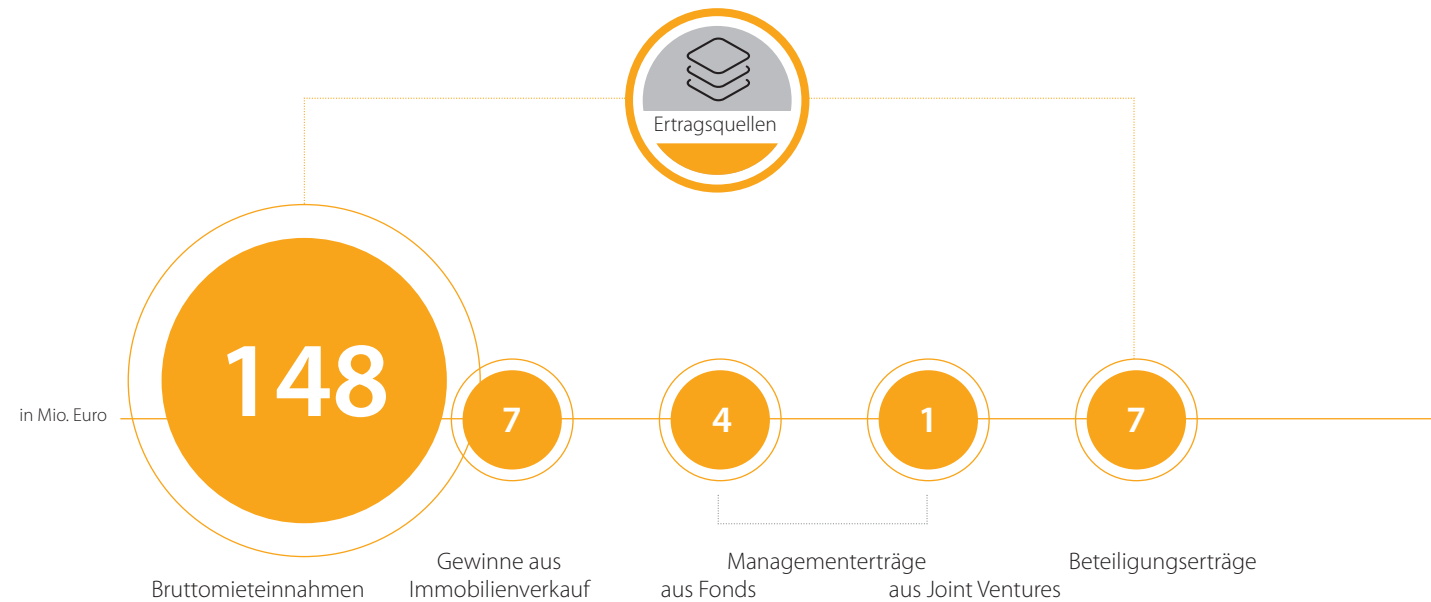 Ertragsquellen
in Mio. Euro
148
7
4
1
7
Bruttomieteinnahmen
Gewinne aus
Immobilienverkauf
Managementerträge
aus Fonds
aus Joint Ventures
Beteiligungserträge